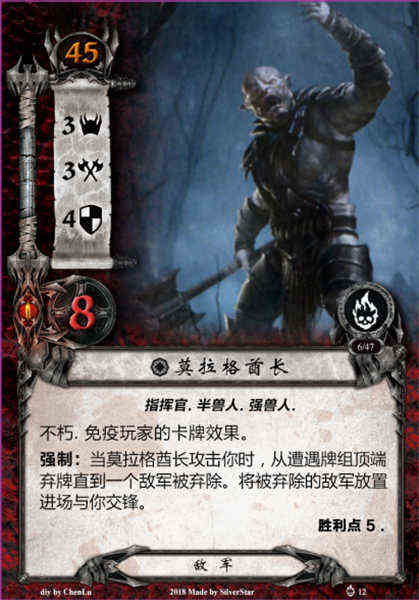 45
3
3
4
8
6/47
莫拉格酋长
指挥官. 半兽人. 强兽人.
不朽. 免疫玩家的卡牌效果。
强制：当莫拉格酋长攻击你时，从遭遇牌组顶端
弃牌直到一个敌军被弃除。将被弃除的敌军放置
进场与你交锋。
胜利点 5 .
敌 军
diy by ChenLu 2018 Made by SilverStar 12